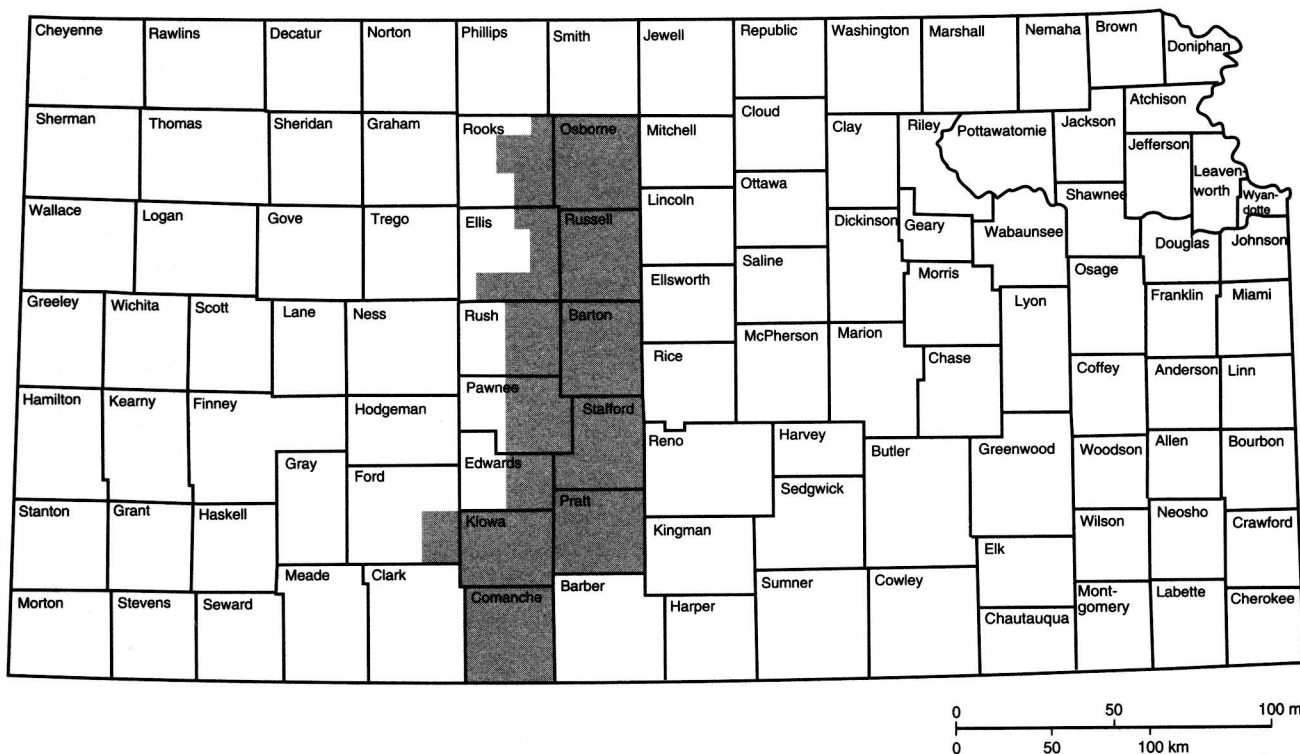 Cheyenne
Rawlins
Decatur
Norton
Phillips
Smith
Jewell
Republic
Washington
Marshall
Nemaha
Brown
Doniphan
Sherman
Thomas
Sheridan
Graham
Rooks
Osborne
Mitchell
Cloud
Clay
Riley
Pottawatomie
Jackson
Atchison
Jefferson
Leaven-
worth
Wyan-
dotte
Wallace
Logan
Gove
Trego
Ellis
Russell
Lincoln
Ottawa
Dickinson
Geary
Wabaunsee
Shawnee
Douglas
Johnson
Greeley
Wichita
Scott
Lane
Ness
Rush
Barton
Ellsworth
Saline
Morris
Lyon
Osage
Franklin
Miami
Hamilton
Kearny
Finney
Hodgeman
Pawnee
Stafford
Rice
McPherson
Marion
Chase
Coffey
Anderson
Linn
Gray
Ford
Edwards
Pratt
Reno
Harvey
Sedgwick
Butler
Greenwood
Woodson
Allen
Bourbon
Stanton
Grant
Haskell
Kiowa
Kingman
Elk
Wilson
Neosho
Crawford
Morton
Stevens
Seward
Meade
Clark
Comanche
Barber
Harper
Sumner
Cowley
Chautauqua
Mont-
gomery
Labette
Cherokee
0 50 100 m
0 50 100 km